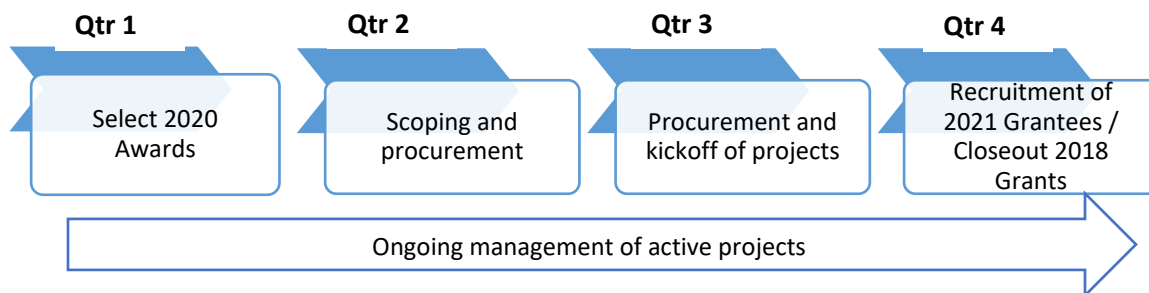 Qtr 1
Qtr 2
Qtr 3
Qtr 4
Select 2020
Awards
Scoping and
procurement
Procurement and
kickoff of projects
Recruitment of
2021 Grantees /
Closeout 2018
Grants
Ongoing management of active projects